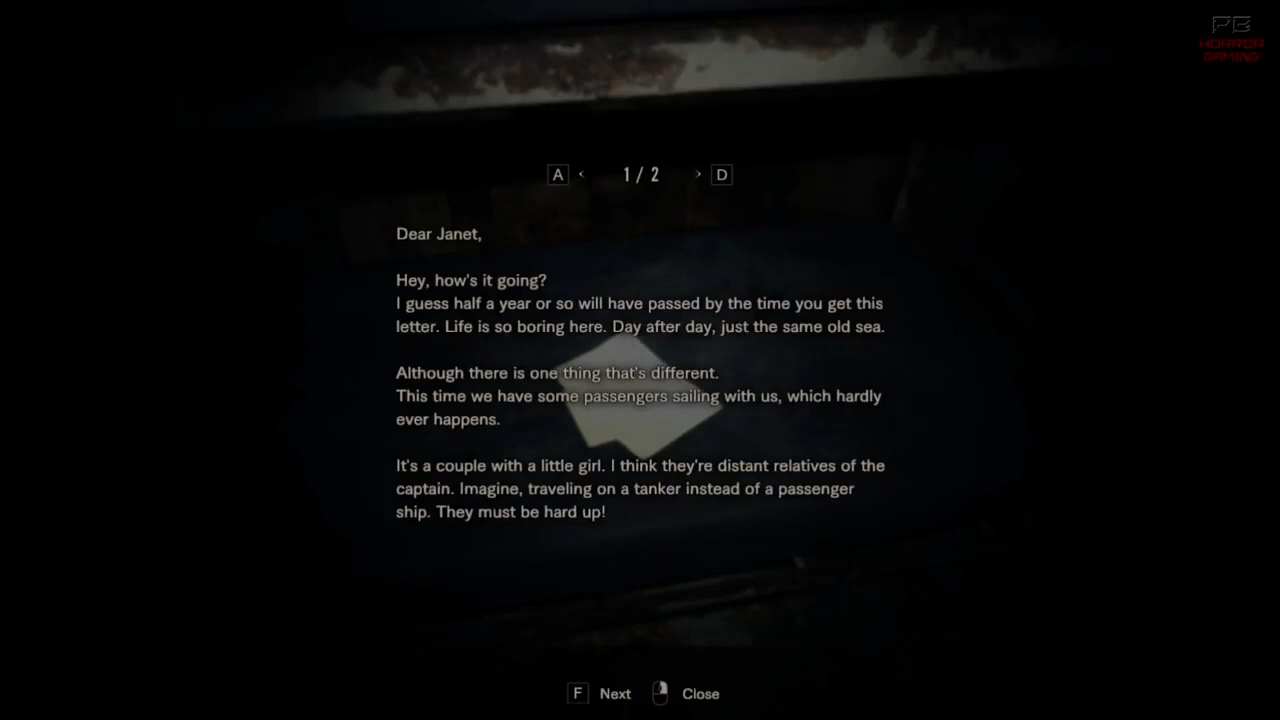 PB
HORROR
GAMING
A < 1 / 2 > D
Dear Janet,
Hey, how's it going?
I guess half a year or so will have passed by the time you get this
letter. Life is so boring here. Day after day, just the same old sea.
Although there is one thing that's different.
This time we have some passengers sailing with us, which hardly
ever happens.
It's a couple with a little girl. I think they're distant relatives of the
captain. Imagine, traveling on a tanker instead of a passenger
ship. They must be hard up!
F Next Close